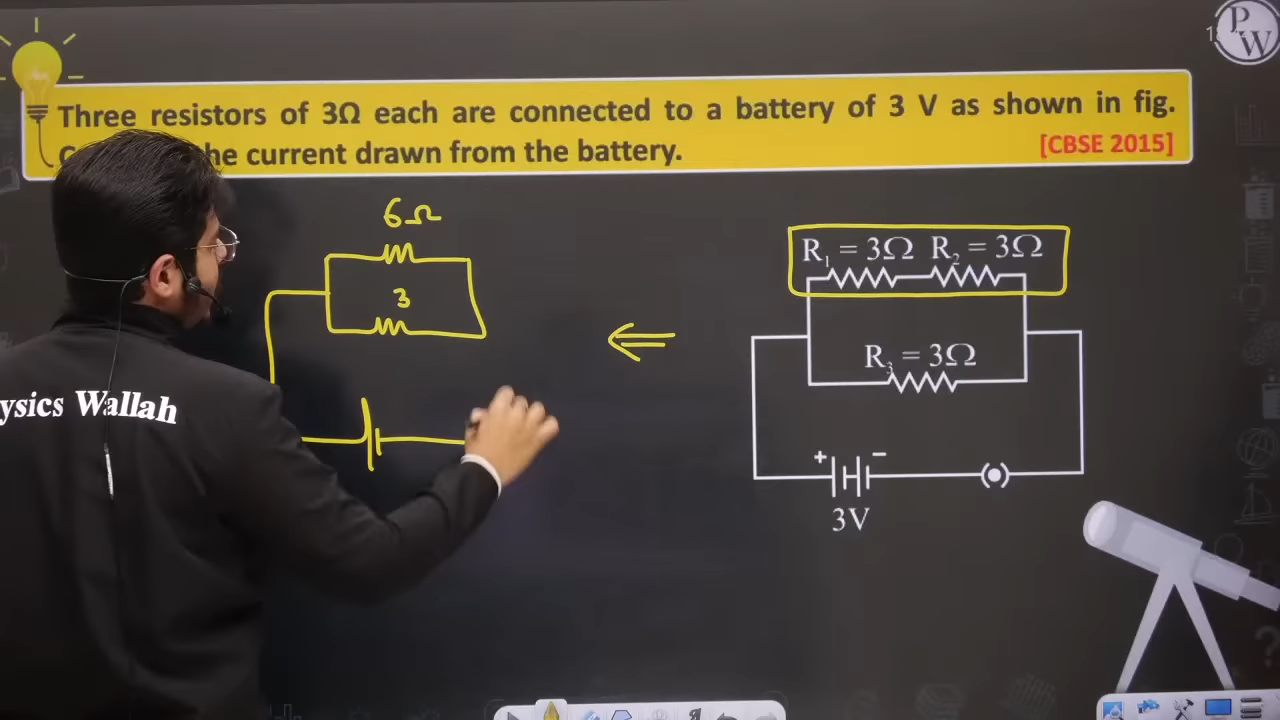 Three resistors of 3Ω each are connected to a battery of 3 V as shown in fig.
he current drawn from the battery.
[CBSE 2015]
6Ω
3
R₁ = 3Ω R₂ = 3Ω
R₃ = 3Ω
+ −
3V
ysics Wallah
P
W